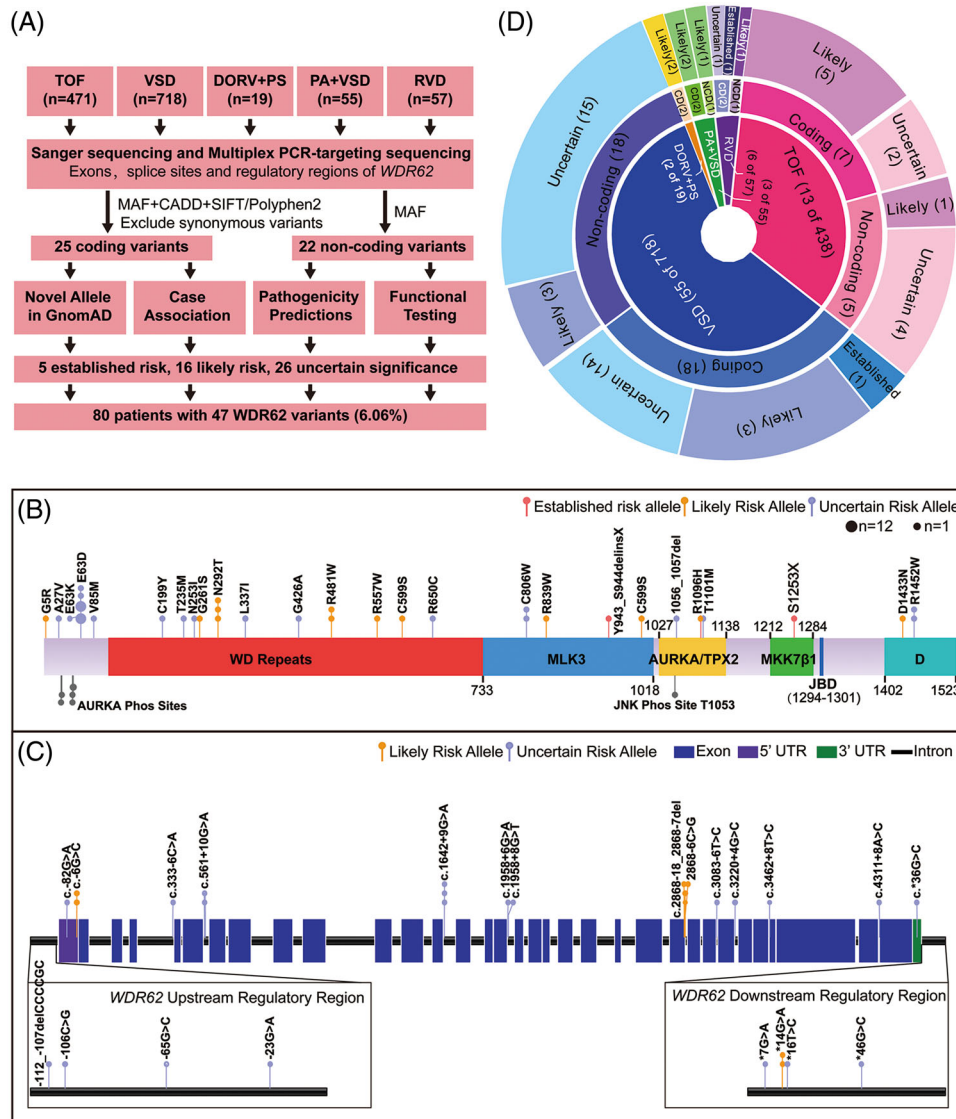 (A)
TOF
(n=471)
VSD
(n=718)
DORV+PS
(n=19)
PA+VSD
(n=55)
RVD
(n=57)
Sanger sequencing and Multiplex PCR-targeting sequencing
Exons, splice sites and regulatory regions of WDR62
MAF+CADD+SIFT/Polyphen2
Exclude synonymous variants
MAF
25 coding variants
22 non-coding variants
Novel Allele
in GnomAD
Case
Association
Pathogenicity
Predictions
Functional
Testing
5 established risk, 16 likely risk, 26 uncertain significance
80 patients with 47 WDR62 variants (6.06%)
(D)
Uncertain (15)
Likely(2)
Likely(2)
Likely(1)
Uncertain(1)
Established(1)
Likely(1)
Likely
(5)
Uncertain
(2)
Likely (1)
Uncertain
(4)
Established
(1)
Likely (3)
Uncertain (14)
Likely (3)
Non-coding (18)
CD(2)
CD(2)
NCD(1)
CD(2)
NCD(1)
Coding (7)
Non-coding (5)
Coding (18)
VSD (55 of 718)
DORV+PS
(2 of 19)
PA+VSD
(3 of 55)
RVD
(6 of 57)
TOF (13 of 438)
(B)
Established risk allele
Likely Risk Allele
Uncertain Risk Allele
n=12
n=1
G5R
A27V
E63K
E63D
V85M
C199Y
T235M
N253I
G261S
N292T
L337I
G426A
R481W
R557W
C599S
R650C
C806W
R839W
Y943_S944delinsX
C599S
1056_1057del
R1096H
T1101M
S1253X
D1433N
R1452W
1027
1138
1212
1284
WD Repeats
MLK3
AURKA/TPX2
MKK7β1
D
AURKA Phos Sites
733
1018
JNK Phos Site T1053
JBD
(1294-1301)
1402
1523
(C)
Likely Risk Allele
Uncertain Risk Allele
Exon
5' UTR
3' UTR
Intron
c.-82G>A
c.-6G>C
c.333-6C>A
c.561+10G>A
c.1642+9G>A
c.1958+6G>A
c.1958+8G>T
c.2868-18_2868-7del
2868-6C>G
c.3083-6T>C
c.3220+4G>C
c.3462+8T>C
c.4311+8A>C
c.*36G>C
WDR62 Upstream Regulatory Region
-112_-107delCCCCGC
-106C>G
-65G>C
-23G>A
WDR62 Downstream Regulatory Region
*7G>A
*14G>A
*16T>C
*46G>C